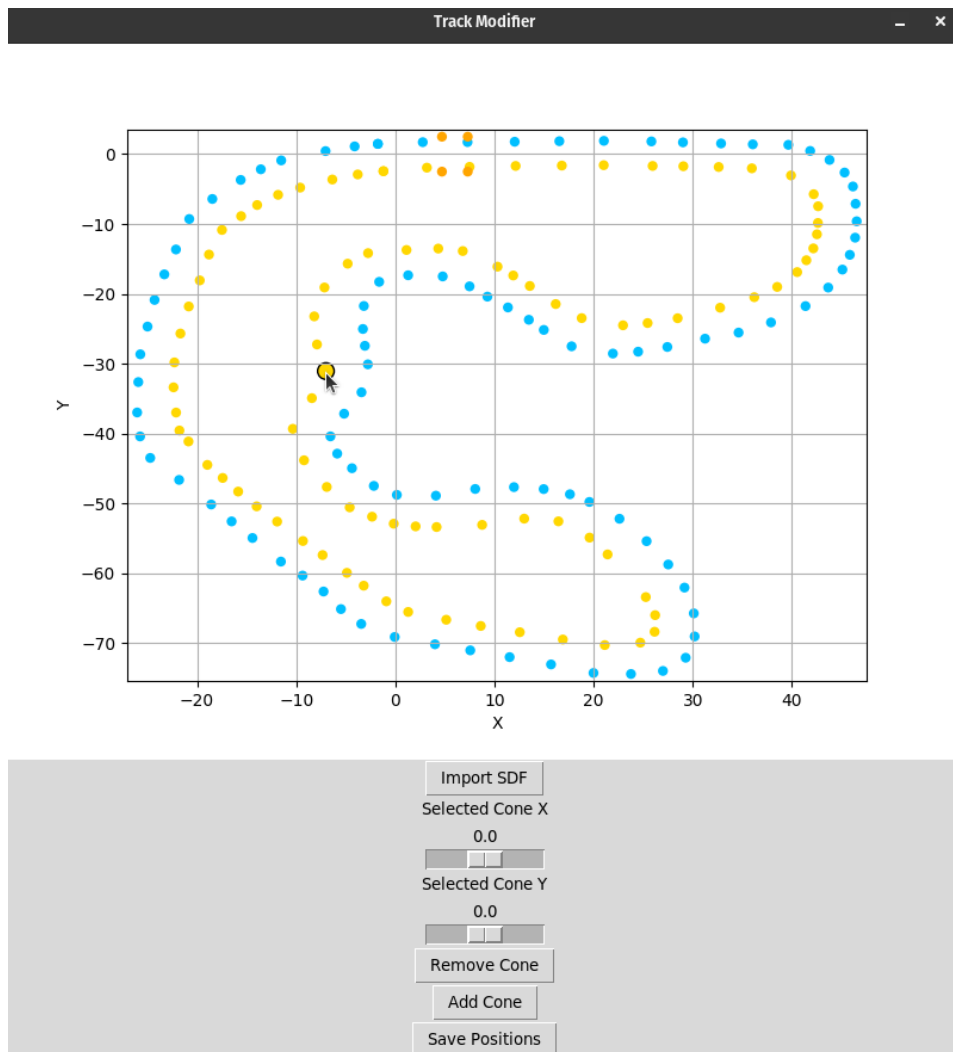 Track Modifier
0
−10
−20
−30
−40
−50
−60
−70
Y
−20 −10 0 10 20 30 40
X
Import SDF
Selected Cone X
0.0
Selected Cone Y
0.0
Remove Cone
Add Cone
Save Positions